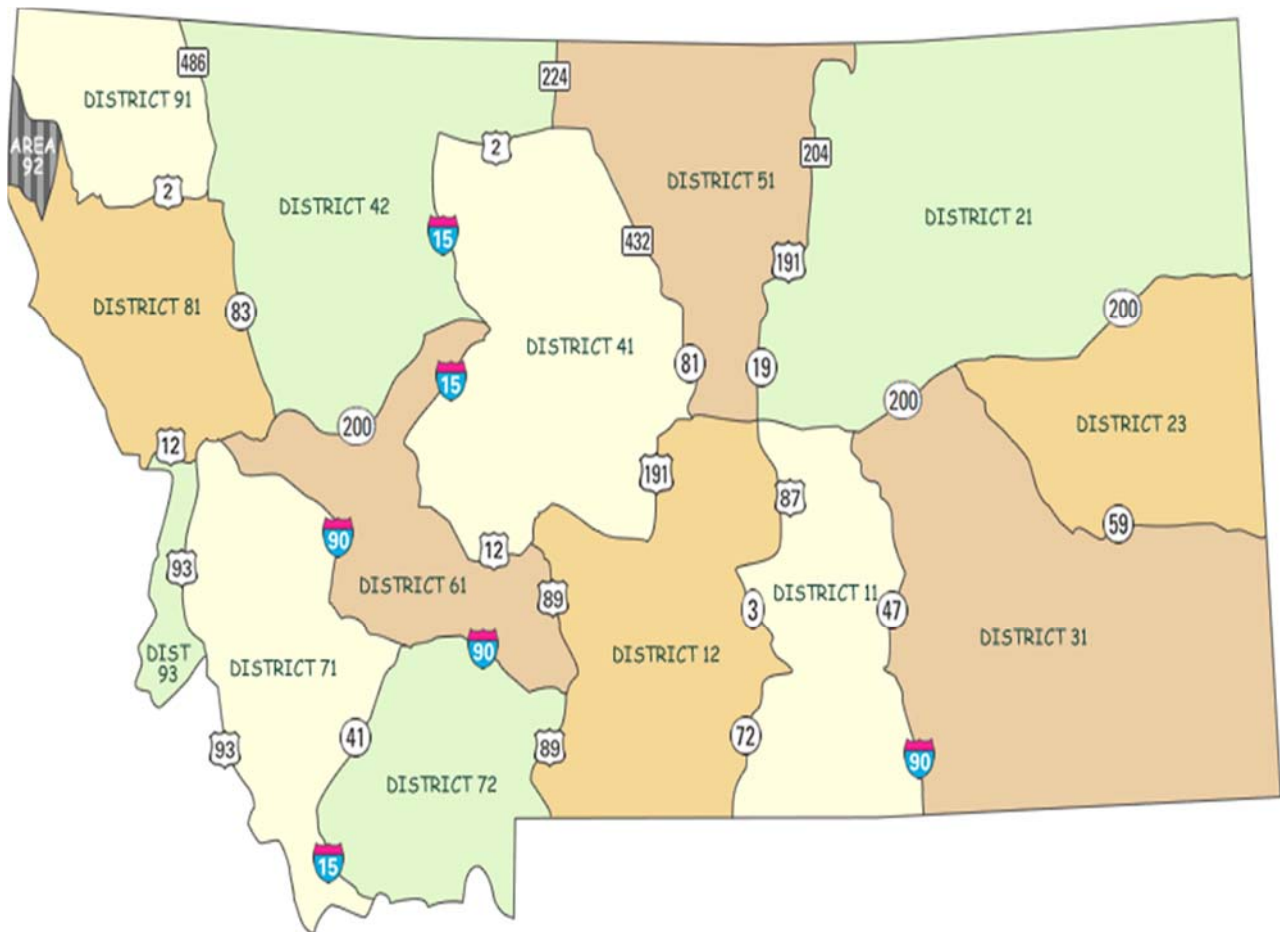 486
224
DISTRICT 91
AREA
92
2
2
204
DISTRICT 51
DISTRICT 42
DISTRICT 21
15
432
191
DISTRICT 81
83
200
DISTRICT 41
81
19
15
200
200
DISTRICT 23
12
191
87
59
90
12
93
DISTRICT 61
89
3
DISTRICT 11
47
DISTRICT 31
DIST
93
DISTRICT 71
90
DISTRICT 12
93
41
89
72
90
DISTRICT 72
15